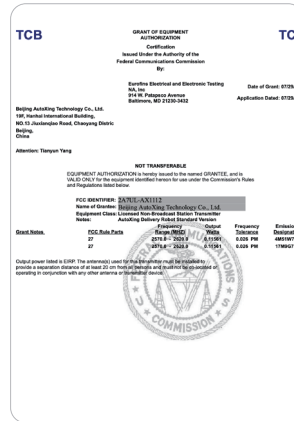 TCB
GRANT OF EQUIPMENT
AUTHORIZATION
TC
Certification
Issued Under the Authority of the
Federal Communications Commission
By:
Eurofins Electrical and Electronic Testing
NA, Inc
914 W. Patapsco Avenue
Baltimore, MD 21230-3432
Date of Grant: 07/29/
Application Dated: 07/29/
Beijing AutoXing Technology Co., Ltd.
19F, Hanhai International Building,
NO.13 Jiuxianqiao Road, Chaoyang District
Beijing,
China
Attention: Tianyun Yang
NOT TRANSFERABLE
EQUIPMENT AUTHORIZATION is hereby issued to the named GRANTEE, and is
VALID ONLY for the equipment identified hereon for use under the Commission's Rules
and Regulations listed below.
FCC IDENTIFIER: 2A7UL-AX1112
Name of Grantee: Beijing AutoXing Technology Co., Ltd.
Equipment Class: Licensed Non-Broadcast Station Transmitter
Notes: AutoXing Delivery Robot Standard Version
Grant Notes FCC Rule Parts Frequency Range (MHZ) Output Watts Frequency Tolerance Emission Designat
27 2570.0 - 2620.0 0.11561 0.026 PM 4M51W7
27 2570.0 - 2620.0 0.11561 0.026 PM 17M9G7
Output power listed is EIRP. The antenna(s) used for this transmitter must be installed to
provide a separation distance of at least 20 cm from all persons and must not be co-located or
operating in conjunction with any other antenna or transmitter device.
COMMISSION